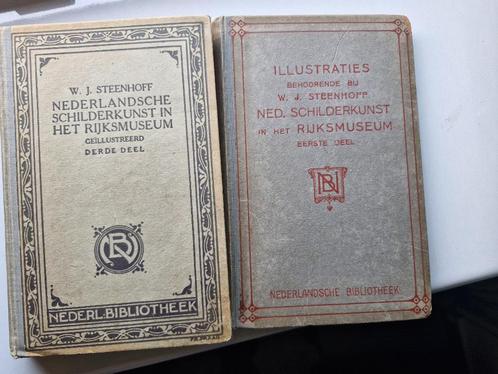 W. J. STEENHOFF
NEDERLANDSCHE
SCHILDERKUNST IN
HET RIJKSMUSEUM
GEÏLLUSTREERD
DERDE DEEL
NEDERL. BIBLIOTHEEK
ILLUSTRATIES
BEHOORENDE BIJ
W. J. STEENHOFF
NED. SCHILDERKUNST
IN HET RIJKSMUSEUM
EERSTE DEEL
NEDERLANDSCHE BIBLIOTHEEK